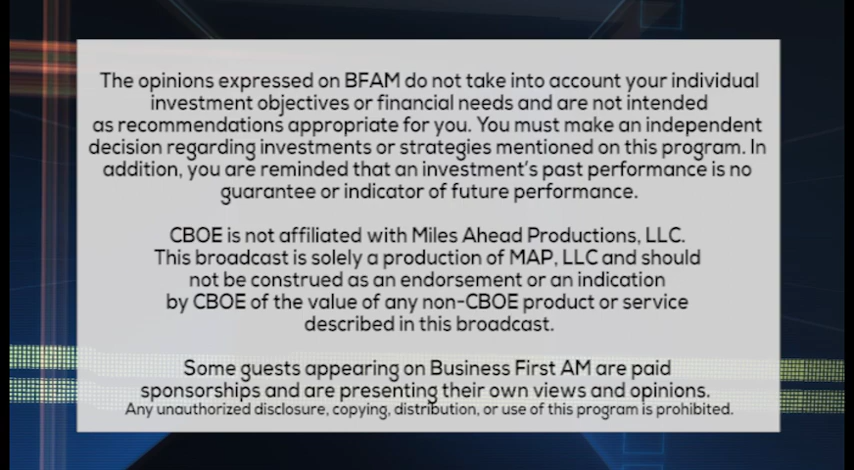 The opinions expressed on BFAM do not take into account your individual
investment objectives or financial needs and are not intended
as recommendations appropriate for you. You must make an independent
decision regarding investments or strategies mentioned on this program. In
addition, you are reminded that an investment's past performance is no
guarantee or indicator of future performance.
CBOE is not affiliated with Miles Ahead Productions, LLC.
This broadcast is solely a production of MAP, LLC and should
not be construed as an endorsement or an indication
by CBOE of the value of any non-CBOE product or service
described in this broadcast.
Some guests appearing on Business First AM are paid
sponsorships and are presenting their own views and opinions.
Any unauthorized disclosure, copying, distribution, or use of this program is prohibited.